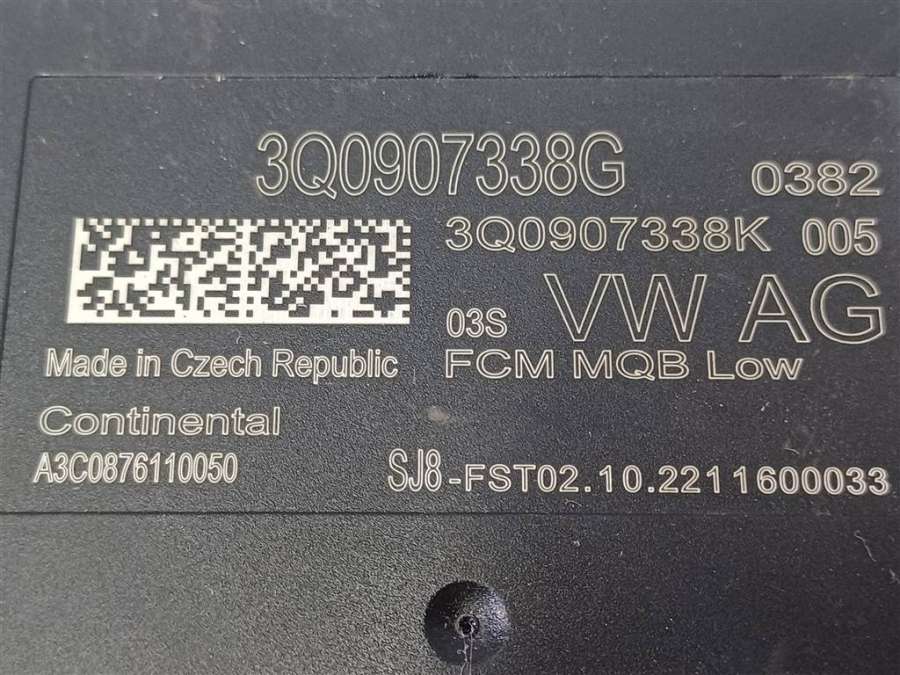 3Q0907338G 0382
3Q0907338K 005
03S VW AG
Made in Czech Republic FCM MQB Low
Continental
A3C0876110050 SJ8-FST02.10.2211600033